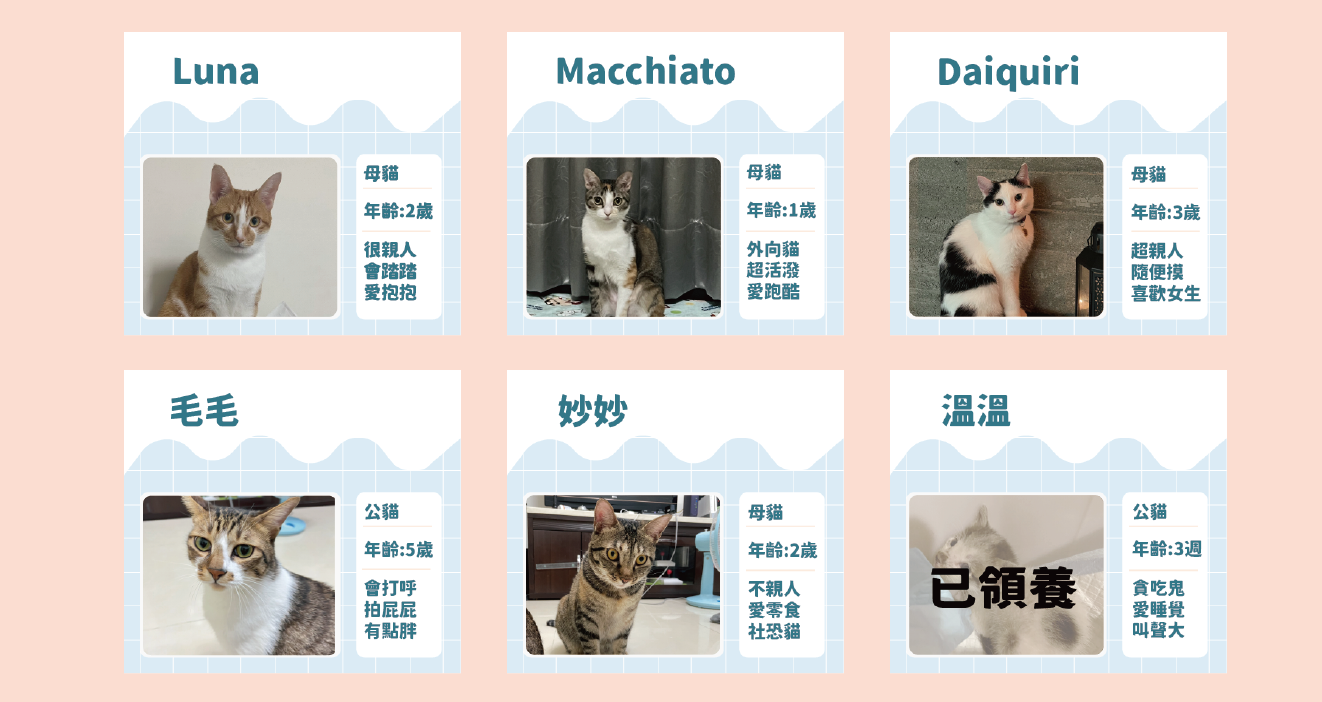 Luna
母貓
年齡:2歲
很親人
會踏踏
愛抱抱
Macchiato
母貓
年齡:1歲
外向貓
超活潑
愛跑酷
Daiquiri
母貓
年齡:3歲
超親人
隨便摸
喜歡女生
毛毛
公貓
年齡:5歲
會打呼
拍屁屁
有點胖
妙妙
母貓
年齡:2歲
不親人
愛零食
社恐貓
溫溫
已領養
公貓
年齡:3週
貪吃鬼
愛睡覺
叫聲大